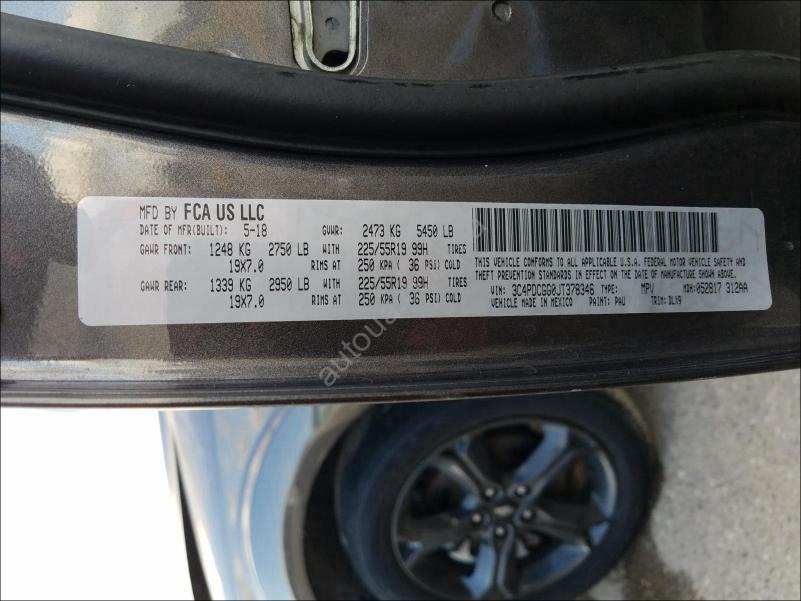 MFD BY FCA US LLC
DATE OF MFR(BUILT): 5-18 GVWR: 2473 KG 5450 LB
GAWR FRONT: 1248 KG 2750 LB WITH 225/55R19 99H TIRES
19X7.0 RIMS AT 250 KPA ( 36 PSI) COLD
GAWR REAR: 1339 KG 2950 LB WITH 225/55R19 99H TIRES
19X7.0 RIMS AT 250 KPA ( 36 PSI) COLD
THIS VEHICLE CONFORMS TO ALL APPLICABLE U.S.A. FEDERAL MOTOR VEHICLE SAFETY AND
THEFT PREVENTION STANDARDS IN EFFECT ON THE DATE OF MANUFACTURE SHOWN ABOVE.
VIN: 3C4PDCGG0JT378346 TYPE: MPV MDH: 052817 312AA
VEHICLE MADE IN MEXICO PAINT: PAU TRIM: DLX9